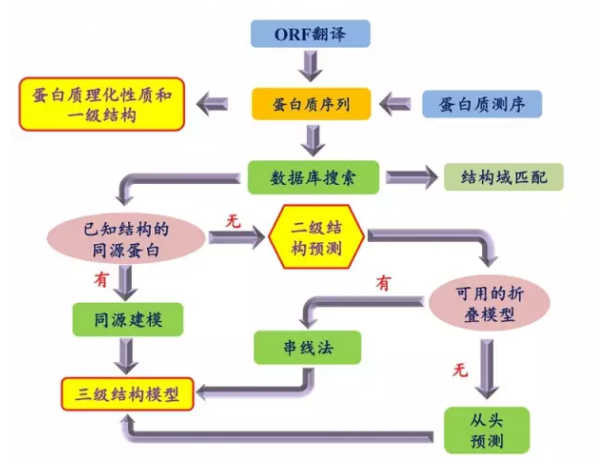 ORF翻译
蛋白质理化性质和
一级结构
蛋白质序列
蛋白质测序
数据库搜索
结构域匹配
已知结构的
同源蛋白
无
二级结
构预测
有
有
可用的折
叠模型
同源建模
串线法
无
三级结构模型
从头
预测